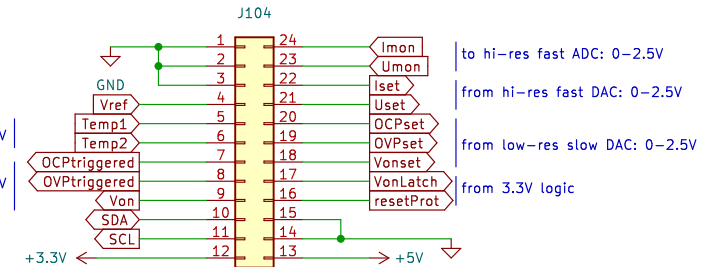 J104
1 24 Imon
2 23 Umon
to hi-res fast ADC: 0-2.5V
GND 3 22 Iset
Vref 4 21 Uset
from hi-res fast DAC: 0-2.5V
Temp1 5 20 OCPset
V Temp2 6 19 OVPset
OCPtriggered 7 18 Vonset
from low-res slow DAC: 0-2.5V
V OVPtriggered 8 17 VonLatch
Von 9 16 resetProt
from 3.3V logic
SDA 10 15
SCL 11 14
+3.3V 12 13 +5V